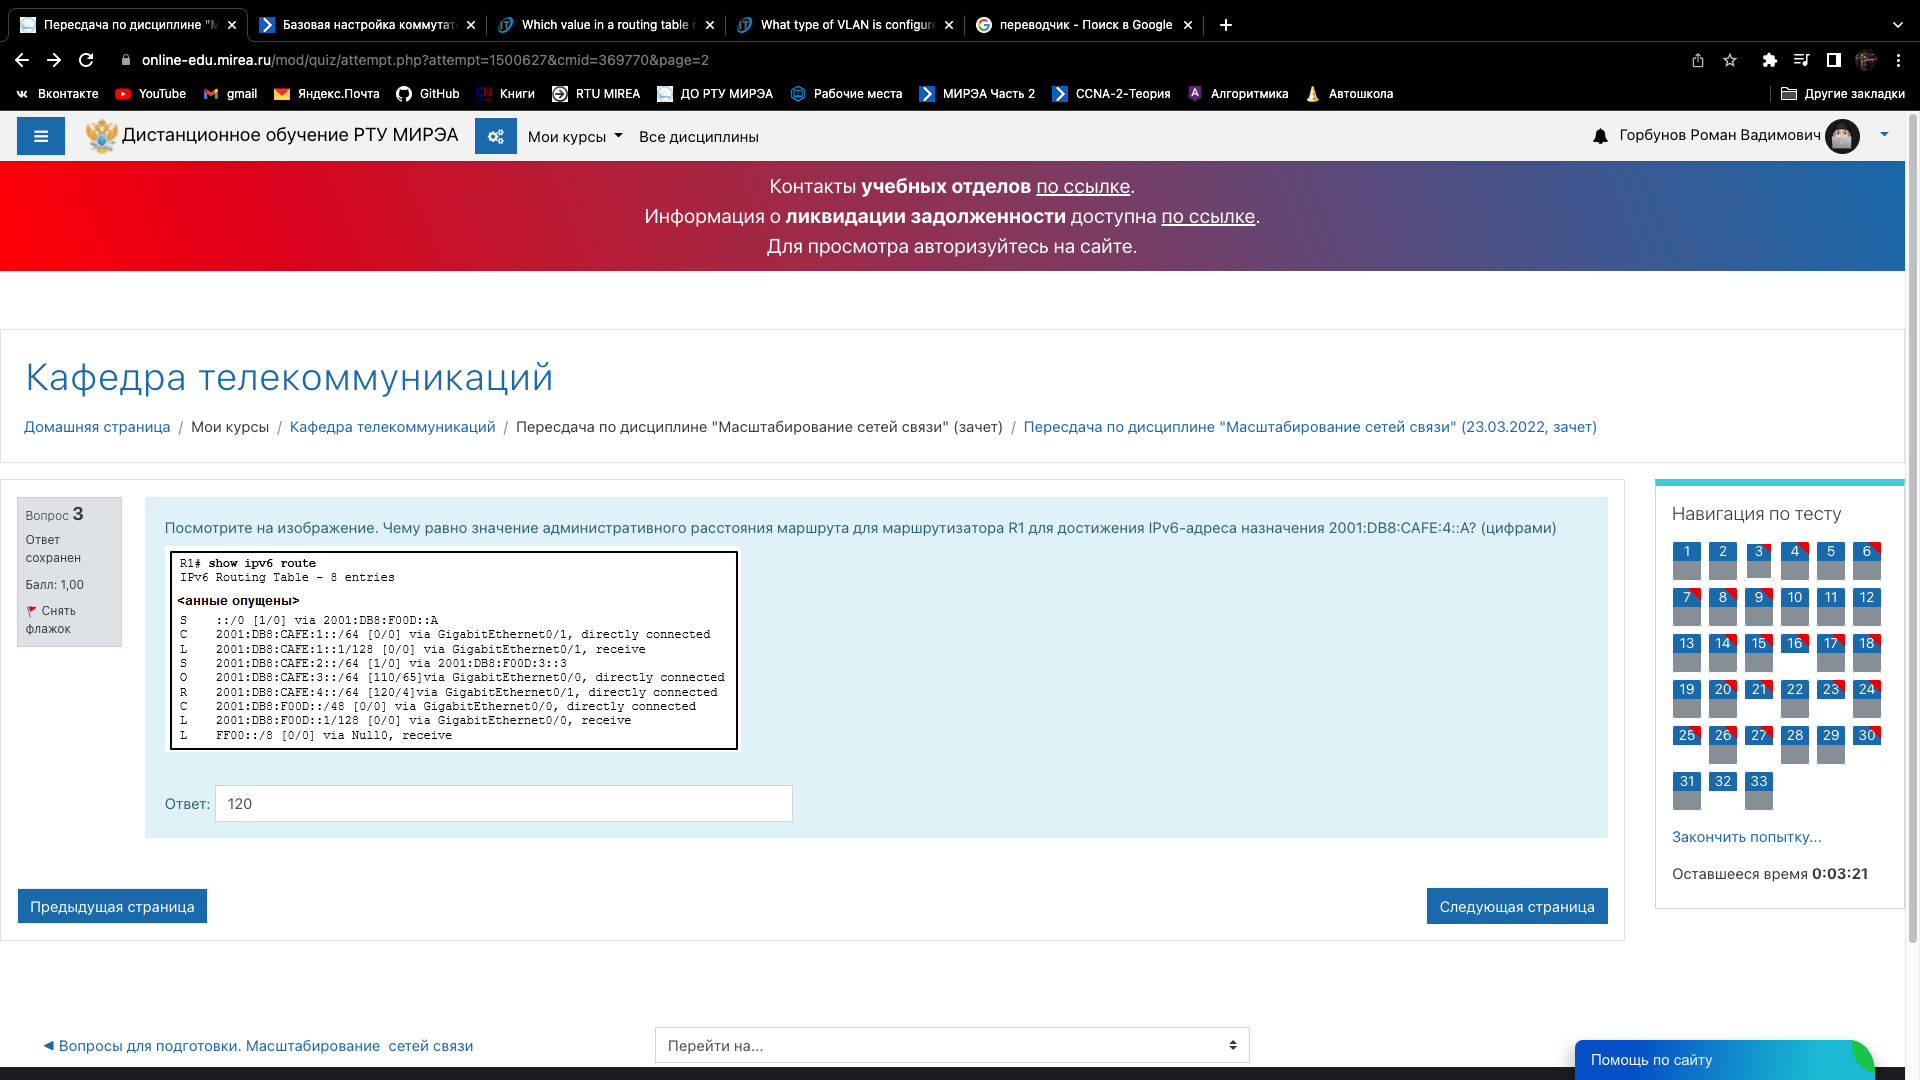 Пересдача по дисциплине "М
Базовая настройка коммутат
Which value in a routing table r
What type of VLAN is configure
переводчик - Поиск в Google
online-edu.mirea.ru/mod/quiz/attempt.php?attempt=1500627&cmid=369770&page=2
Вконтакте YouTube gmail Яндекс.Почта GitHub Книги RTU MIREA ДО РТУ МИРЭА Рабочие места МИРЭА Часть 2 CCNA-2-Теория Алгоритмика Автошкола Другие закладки
Дистанционное обучение РТУ МИРЭА Мои курсы Все дисциплины Горбунов Роман Вадимович
Контакты учебных отделов по ссылке.
Информация о ликвидации задолженности доступна по ссылке.
Для просмотра авторизуйтесь на сайте.
Кафедра телекоммуникаций
Домашняя страница / Мои курсы / Кафедра телекоммуникаций / Пересдача по дисциплине "Масштабирование сетей связи" (зачет) / Пересдача по дисциплине "Масштабирование сетей связи" (23.03.2022, зачет)
Вопрос 3
Ответ
сохранен
Балл: 1,00
Снять
флажок
Посмотрите на изображение. Чему равно значение административного расстояния маршрута для маршрутизатора R1 для достижения IPv6-адреса назначения 2001:DB8:CAFE:4::A? (цифрами)
R1# show ipv6 route
IPv6 Routing Table - 8 entries
<анные опущены>
S ::/0 [1/0] via 2001:DB8:F00D::A
C 2001:DB8:CAFE:1::/64 [0/0] via GigabitEthernet0/1, directly connected
L 2001:DB8:CAFE:1::1/128 [0/0] via GigabitEthernet0/1, receive
S 2001:DB8:CAFE:2::/64 [1/0] via 2001:DB8:F00D:3::3
O 2001:DB8:CAFE:3::/64 [110/65]via GigabitEthernet0/0, directly connected
R 2001:DB8:CAFE:4::/64 [120/4]via GigabitEthernet0/1, directly connected
C 2001:DB8:F00D::/48 [0/0] via GigabitEthernet0/0, directly connected
L 2001:DB8:F00D::1/128 [0/0] via GigabitEthernet0/0, receive
L FF00::/8 [0/0] via Null0, receive
Ответ: 120
Предыдущая страница
Следующая страница
Навигация по тесту
1 2 3 4 5 6
7 8 9 10 11 12
13 14 15 16 17 18
19 20 21 22 23 24
25 26 27 28 29 30
31 32 33
Закончить попытку...
Оставшееся время 0:03:21
◄ Вопросы для подготовки. Масштабирование сетей связи
Перейти на...
Помощь по сайту